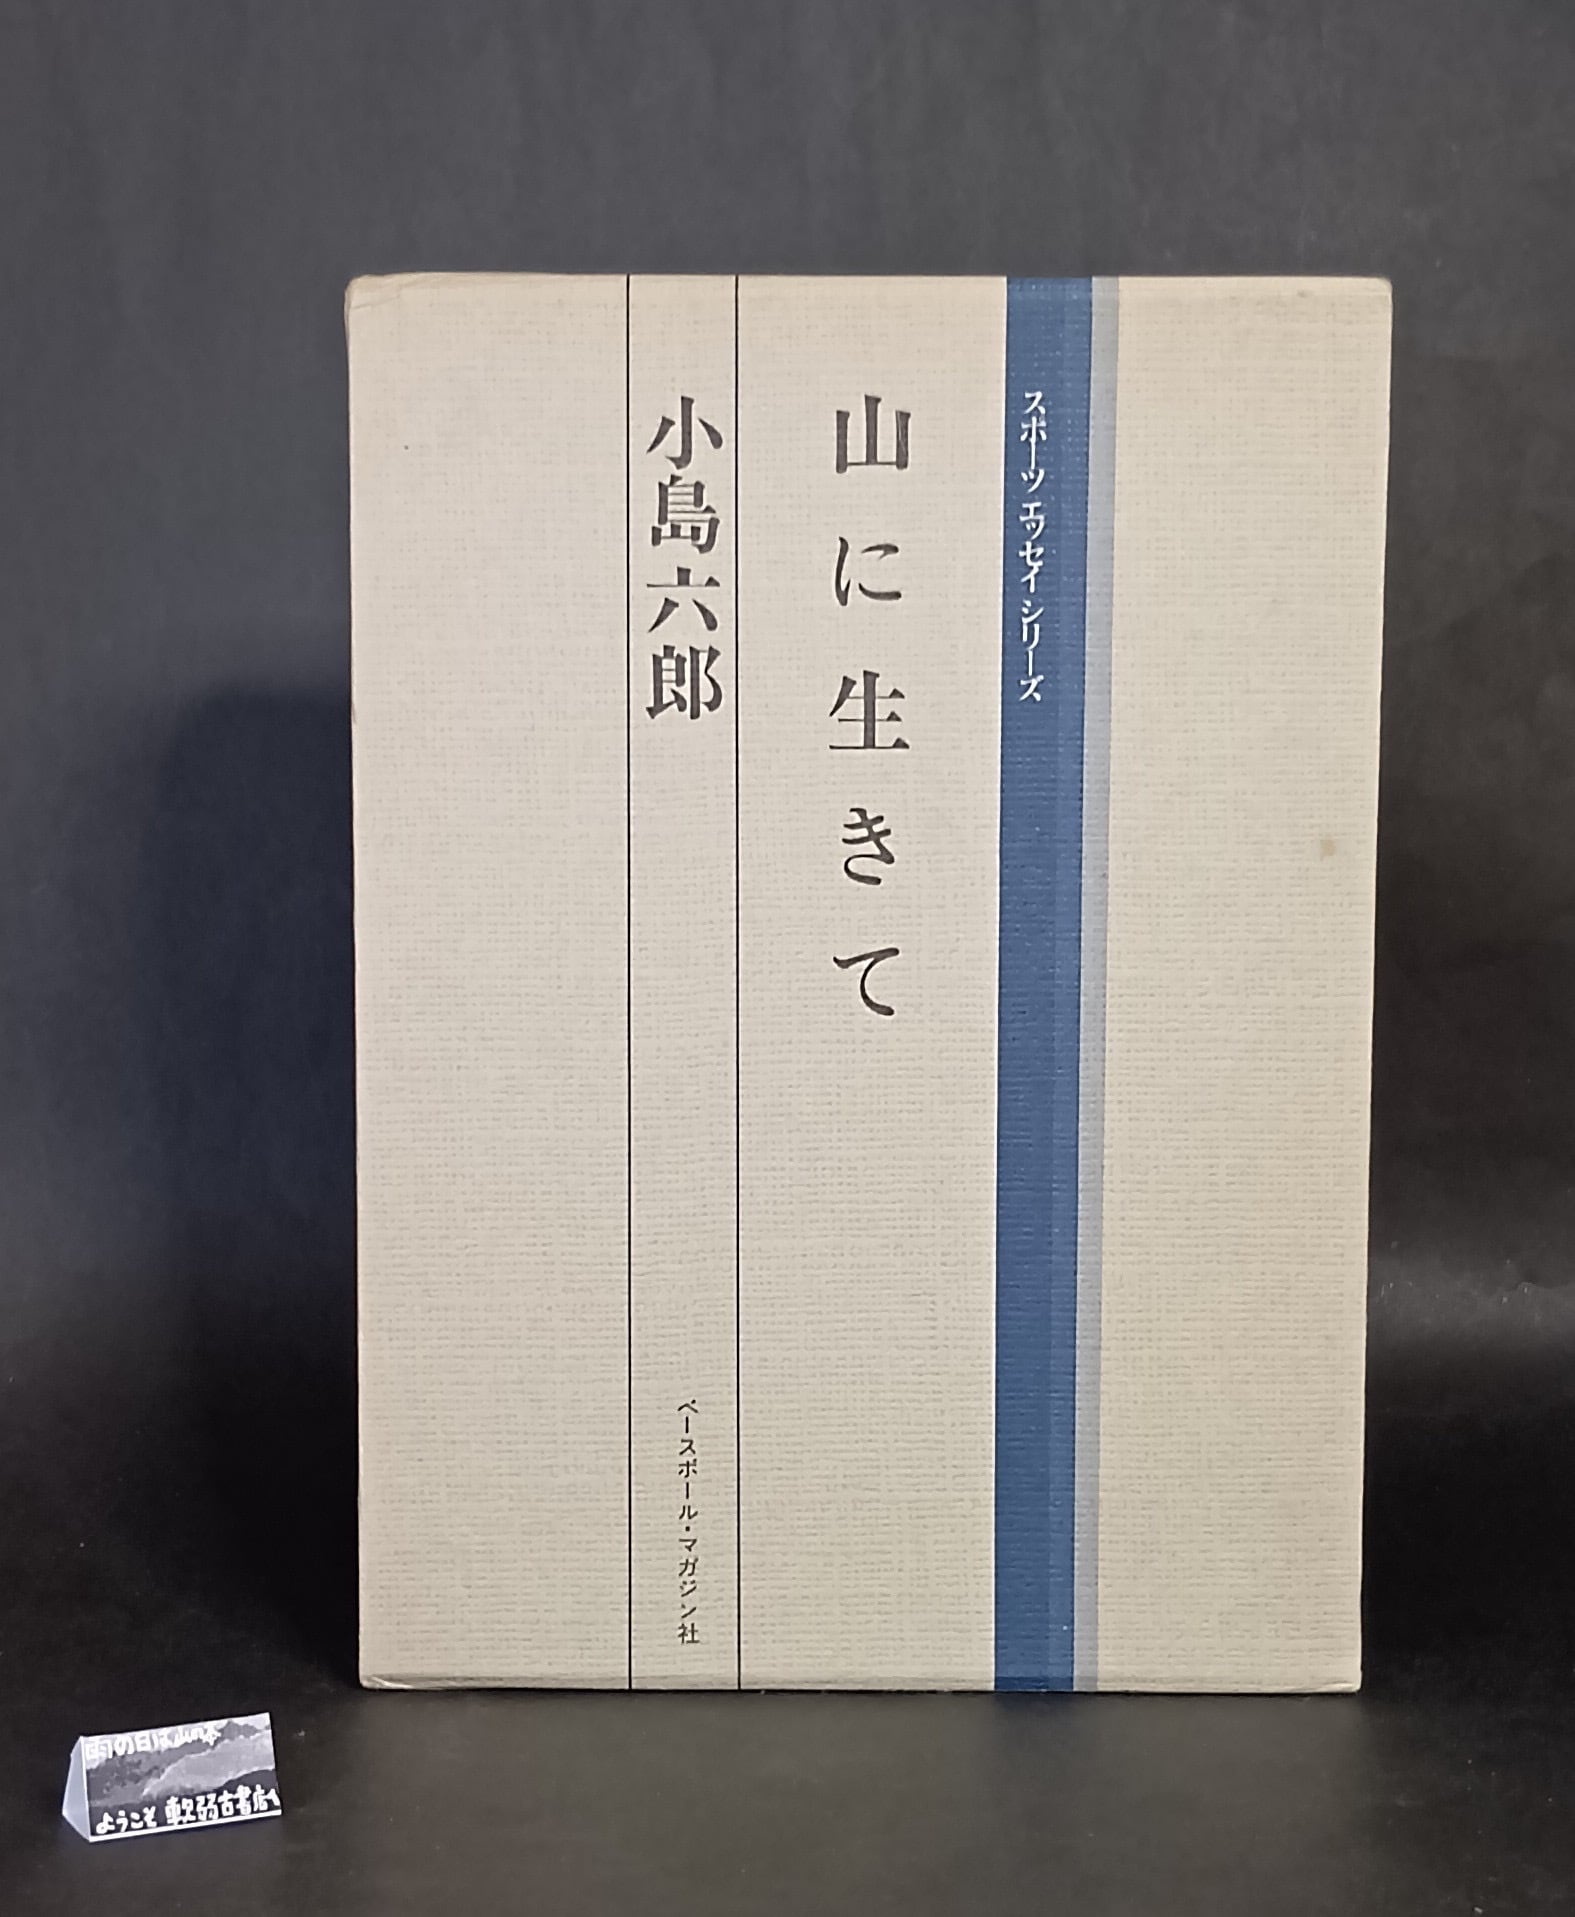 スポーツ エッセイ シリーズ
山に生きて
小島六郎
ベースボール・マガジン社
雨の日は山の本
ようこそ 軟弱古書店へ